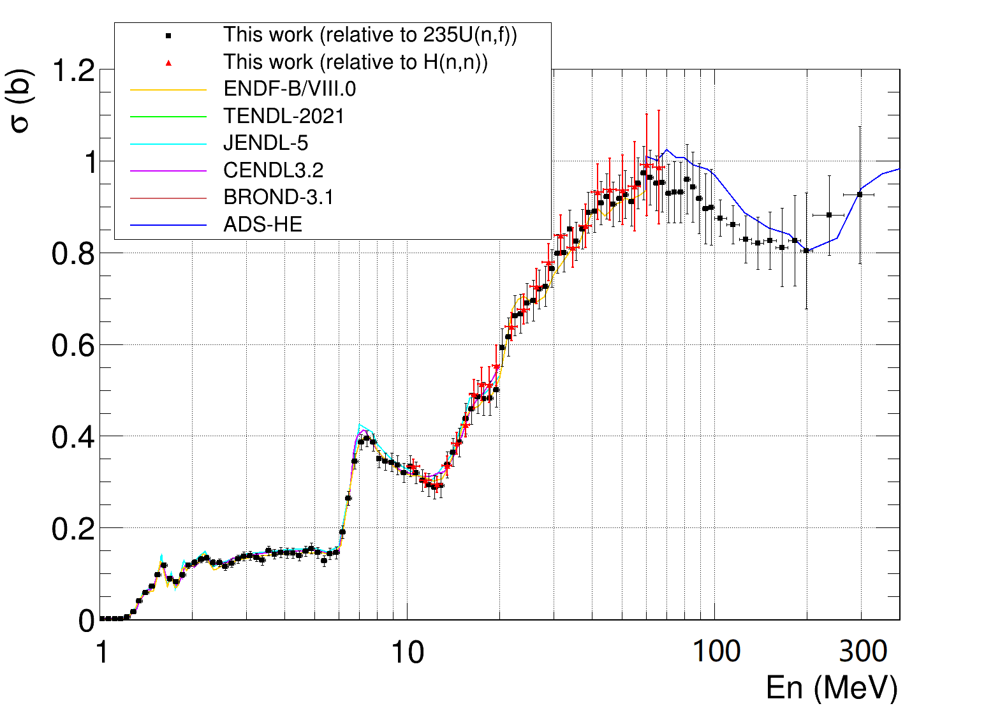 This work (relative to 235U(n,f))
This work (relative to H(n,n))
ENDF-B/VIII.0
TENDL-2021
JENDL-5
CENDL3.2
BROND-3.1
ADS-HE
σ (b)
1.2
1
0.8
0.6
0.4
0.2
0
1
10
100
300
En (MeV)